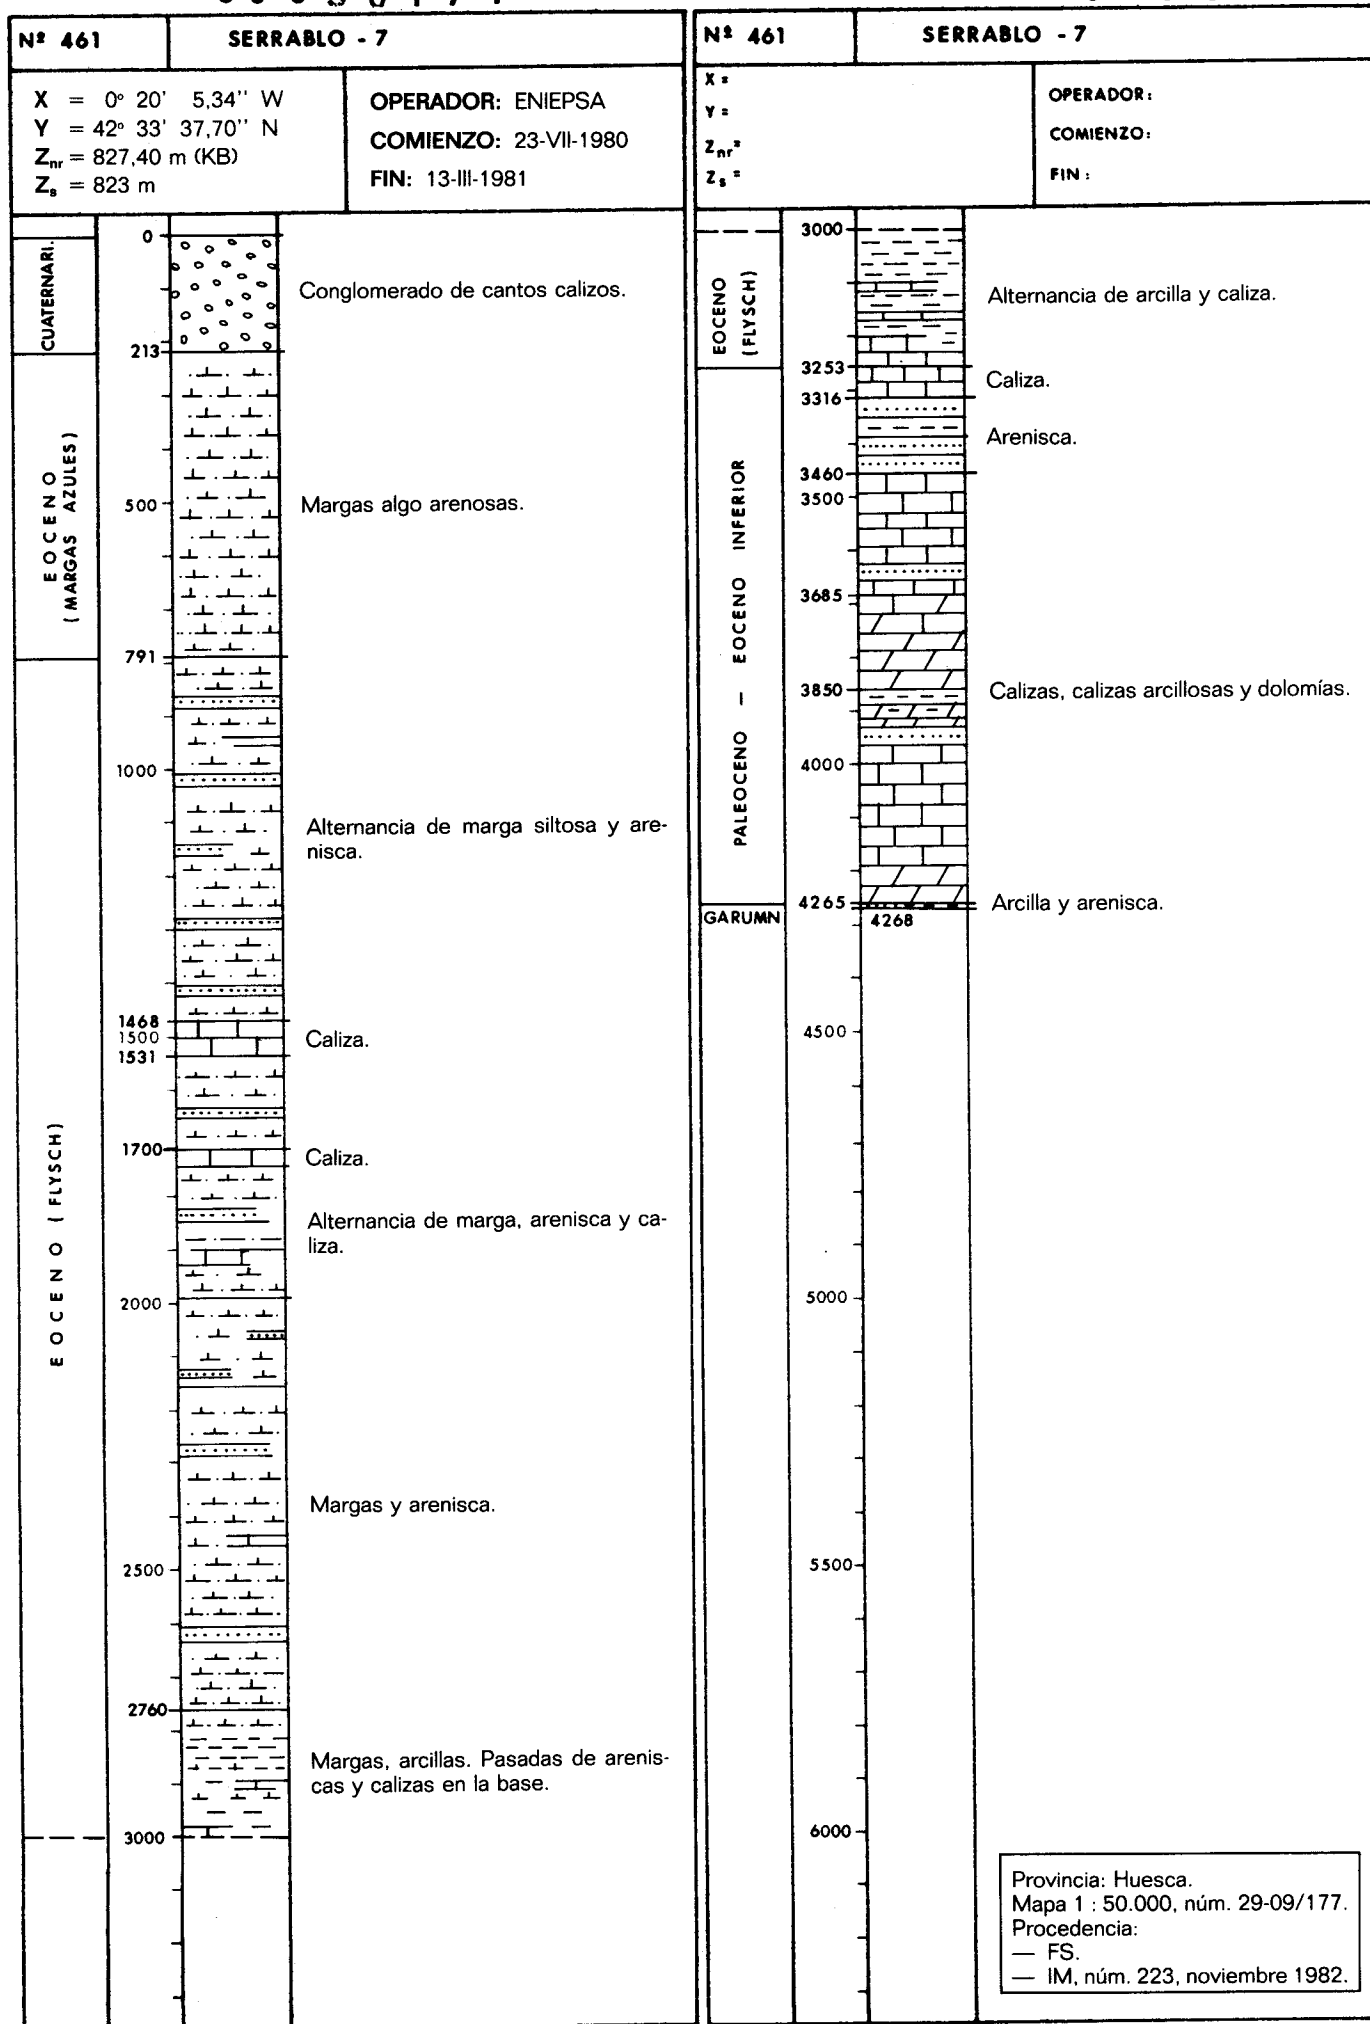 Nº 461
SERRABLO - 7
X = 0° 20' 5,34'' W
Y = 42° 33' 37,70'' N
Znr = 827,40 m (KB)
Zs = 823 m
OPERADOR: ENIEPSA
COMIENZO: 23-VII-1980
FIN: 13-III-1981
CUATERNARI.
EOCENO
(MARGAS AZULES)
EOCENO (FLYSCH)
0
213
500
791
1000
1468
1500
1531
1700
2000
2500
2760
3000
Conglomerado de cantos calizos.
Margas algo arenosas.
Alternancia de marga siltosa y are-
nisca.
Caliza.
Caliza.
Alternancia de marga, arenisca y ca-
liza.
Margas y arenisca.
Margas, arcillas. Pasadas de arenis-
cas y calizas en la base.
Nº 461
SERRABLO - 7
X =
Y =
Znr=
Zs =
OPERADOR:
COMIENZO:
FIN:
EOCENO
(FLYSCH)
PALEOCENO — EOCENO INFERIOR
GARUMN
3000
3253
3316
3460
3500
3685
3850
4000
4265
4268
4500
5000
5500
6000
Alternancia de arcilla y caliza.
Caliza.
Arenisca.
Calizas, calizas arcillosas y dolomías.
Arcilla y arenisca.
Provincia: Huesca.
Mapa 1 : 50.000, núm. 29-09/177.
Procedencia:
— FS.
— IM, núm. 223, noviembre 1982.